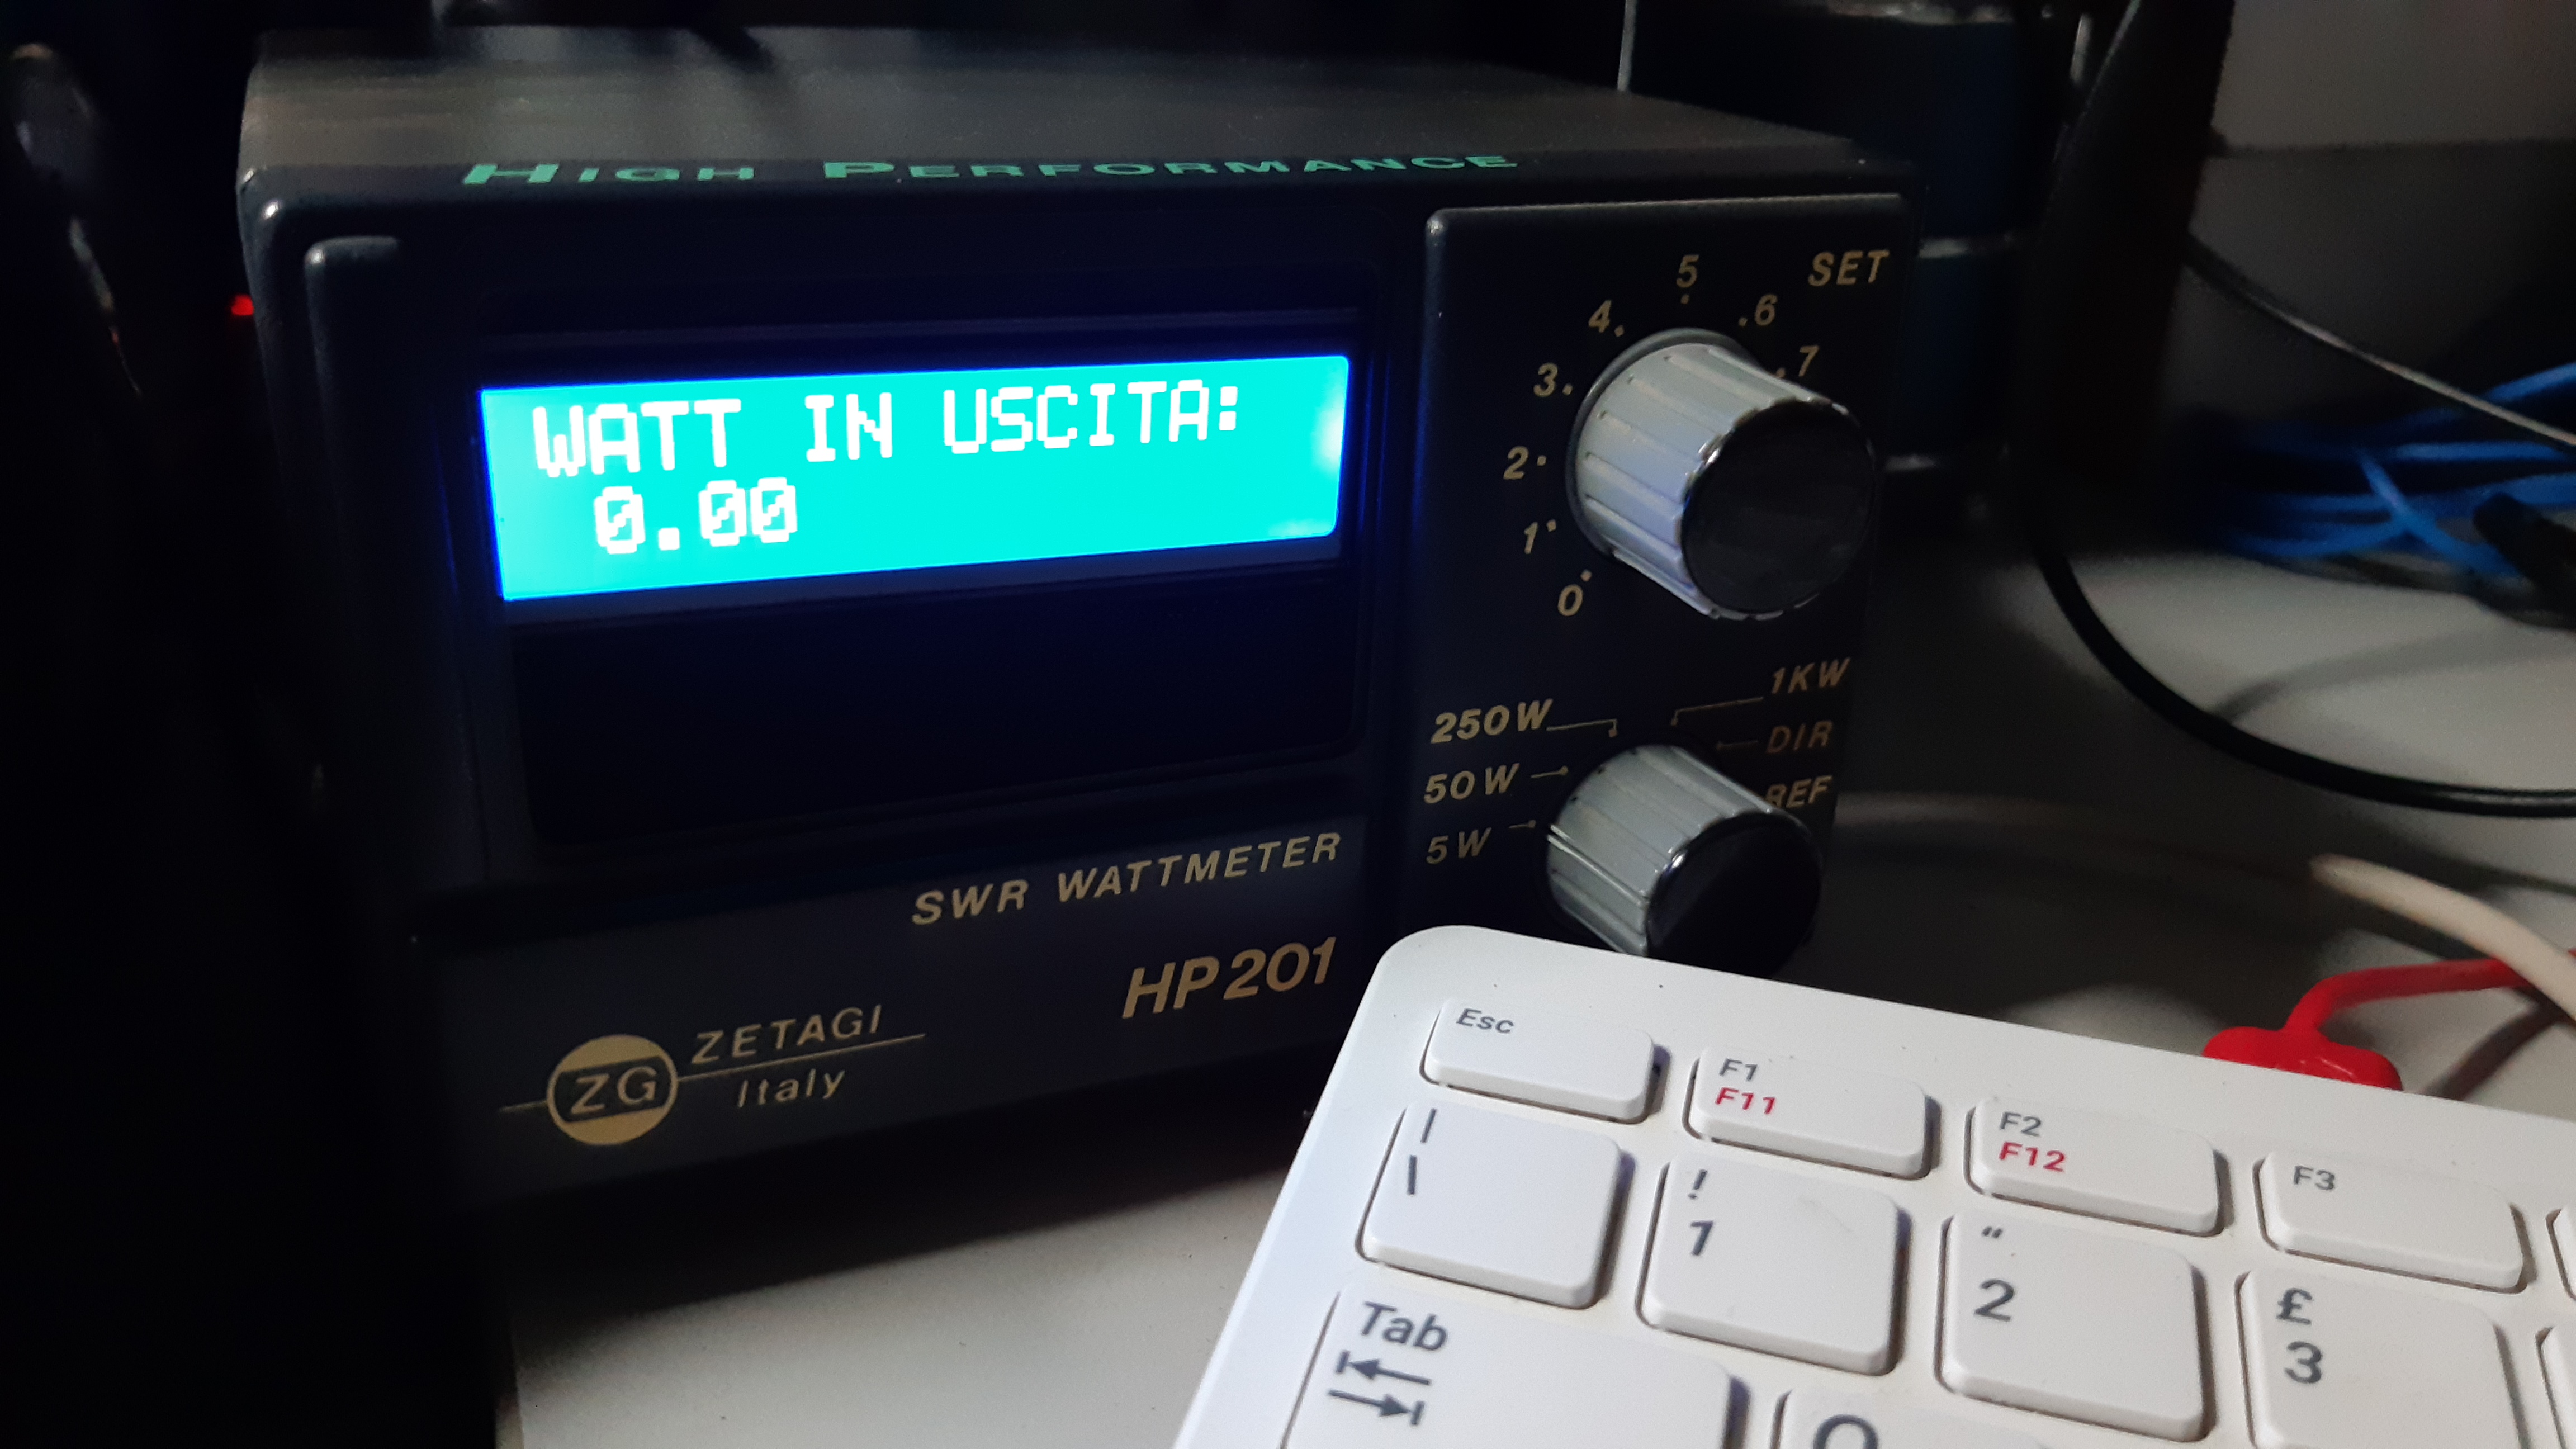 HIGH PERFORMANCE
WATT IN USCITA:
0.00
SET
5
4
6
3
7
2
1
0
250W
1KW
50W
DIR
5W
REF
SWR WATTMETER
HP201
ZG
ZETAGI
Italy
Esc
F1
F11
F2
F12
F3
|
\
!
1
"
2
£
3
Tab